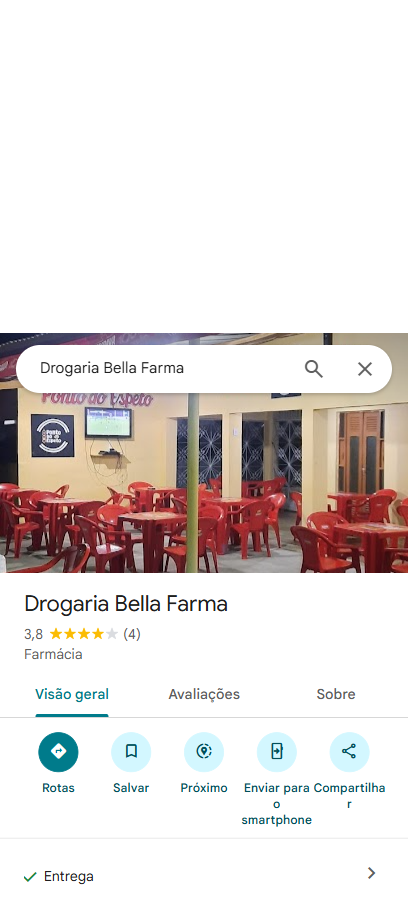 Drogaria Bella Farma
Ponto do Espeto
Ponto
do
Espeto
Drogaria Bella Farma
3,8 (4)
Farmácia
Visão geral Avaliações Sobre
Rotas Salvar Próximo Enviar para Compartilha
o r
smartphone
Entrega